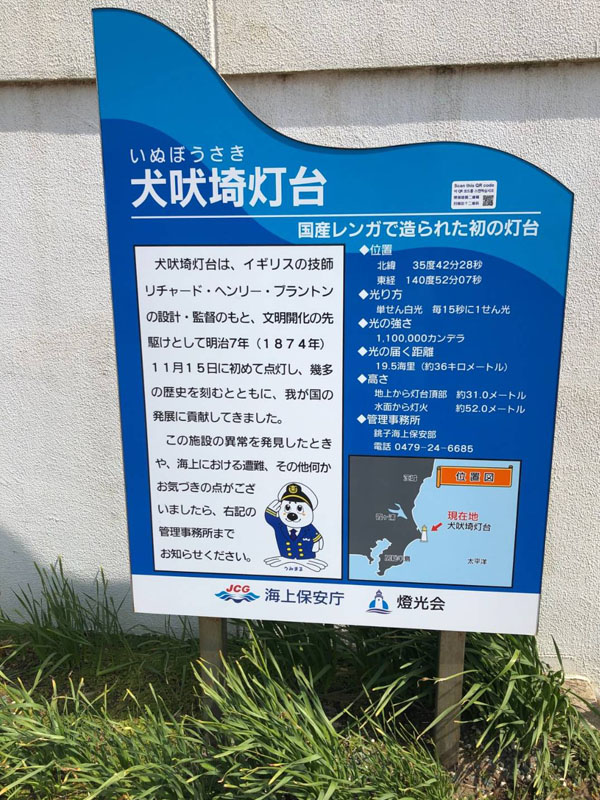 いぬぼうさき
犬吠埼灯台
Scan this QR code
国産レンガで造られた初の灯台
犬吠埼灯台は、イギリスの技師
リチャード・ヘンリー・ブラントン
の設計・監督のもと、文明開化の先
駆けとして明治7年（1874年）
11月15日に初めて点灯し、幾多
の歴史を刻むとともに、我が国の
発展に貢献してきました。
この施設の異常を発見したとき
や、海上における遭難、その他何か
お気づきの点がござ
いましたら、右記の
管理事務所まで
お知らせください。
うみまる
◆位置
北緯 35度42分28秒
東経 140度52分07秒
◆光り方
単せん白光 毎15秒に1せん光
◆光の強さ
1,100,000カンデラ
◆光の届く距離
19.5海里（約36キロメートル）
◆高さ
地上から灯台頂部 約31.0メートル
水面から灯火 約52.0メートル
◆管理事務所
銚子海上保安部
電話 0479-24-6685
位置図
茨城
霞ヶ浦
現在地
犬吠埼灯台
房総半島
太平洋
JCG 海上保安庁 燈光会